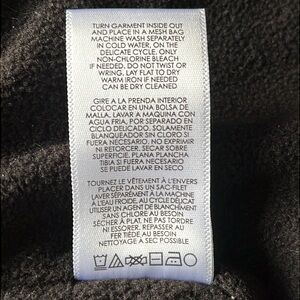 TURN GARMENT INSIDE OUT
AND PLACE IN A MESH BAG
MACHINE WASH SEPARATELY
IN COLD WATER, ON THE
DELICATE CYCLE. ONLY
NON-CHLORINE BLEACH
IF NEEDED. DO NOT TWIST OR
WRING. LAY FLAT TO DRY
WARM IRON IF NEEDED
CAN BE DRY CLEANED
GIRE A LA PRENDA INTERIOR
COLOCAR EN UNA BOLSA DE
MALLA. LAVAR A MAQUINA CON
AGUA FRIA, POR SEPARADO EN
CICLO DELICADO. SOLAMENTE
BLANQUEADOR SIN CLORO SI
FUERA NECESARIO. NO EXPRIMIR
NI RETORCER. SECAR SOBRE
SUPERFICIE. PLANA PLANCHA
TIBIA SI FUERA NECESARIO
SE PUEDE LAVAR EN SECO
TOURNEZ LE VÊTEMENT À L'ENVERS
PLACER DANS UN SAC-FILET
LAVER SÉPARÉMENT À LA MACHINE
À L'EAU FROIDE, AU CYCLE DÉLICAT
UTILISER UN AGENT DE BLANCHIMENT
SANS CHLORE AU BESOIN
SÉCHER À PLAT, NE PAS TORDRE
NI ESSORER. REPASSER AU
FER TIÈDE AU BESOIN
NETTOYAGE A SEC POSSIBLE